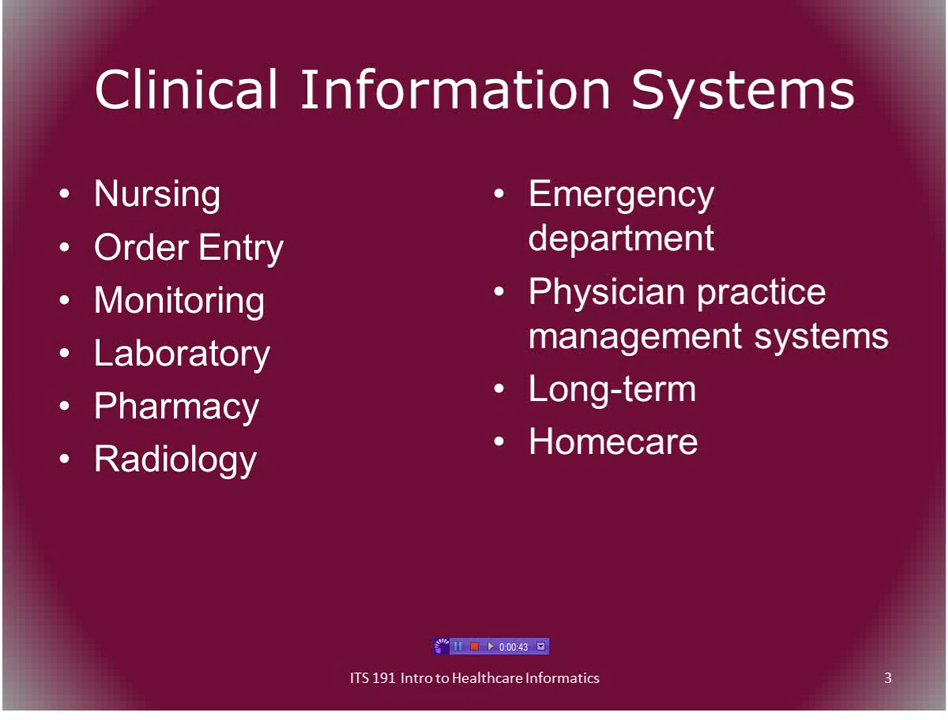 Clinical Information Systems
• Nursing
• Order Entry
• Monitoring
• Laboratory
• Pharmacy
• Radiology
• Emergency
department
• Physician practice
management systems
• Long-term
• Homecare
0:00:43
ITS 191 Intro to Healthcare Informatics
3